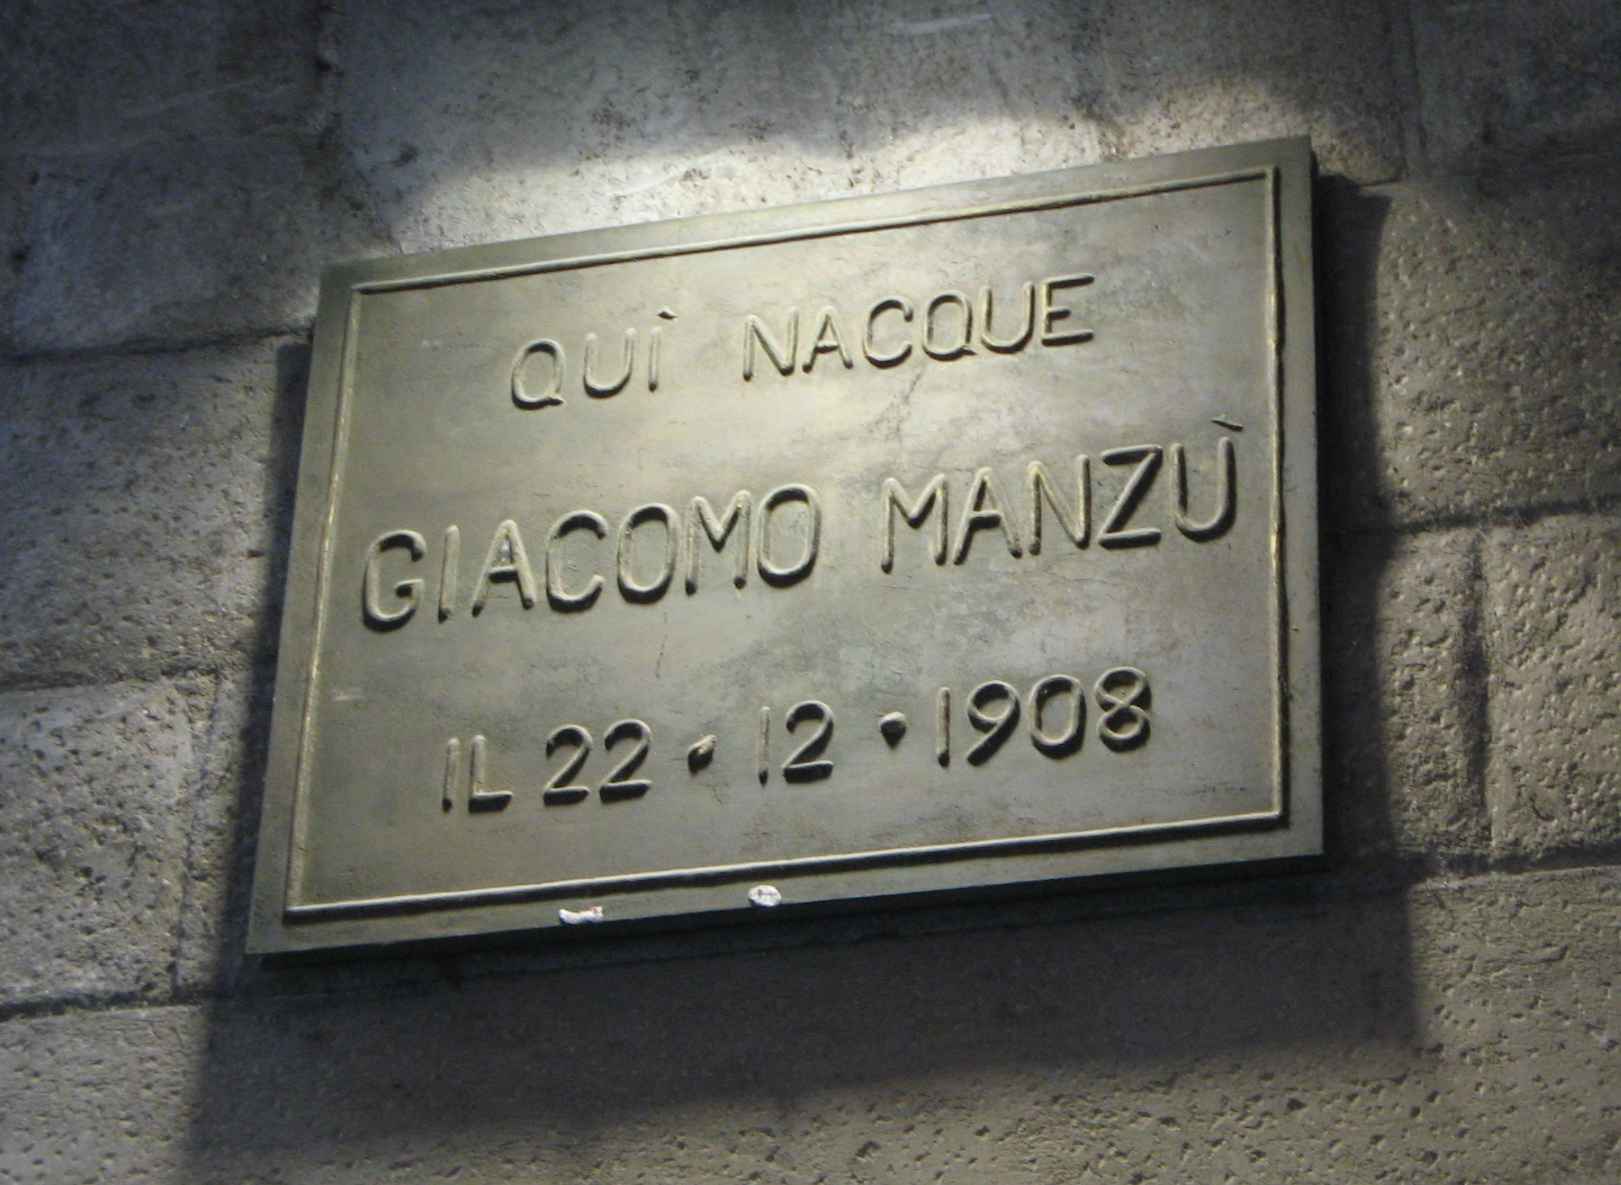 QUÌ NACQUE
GIACOMO MANZÙ
IL 22 • 12 • 1908